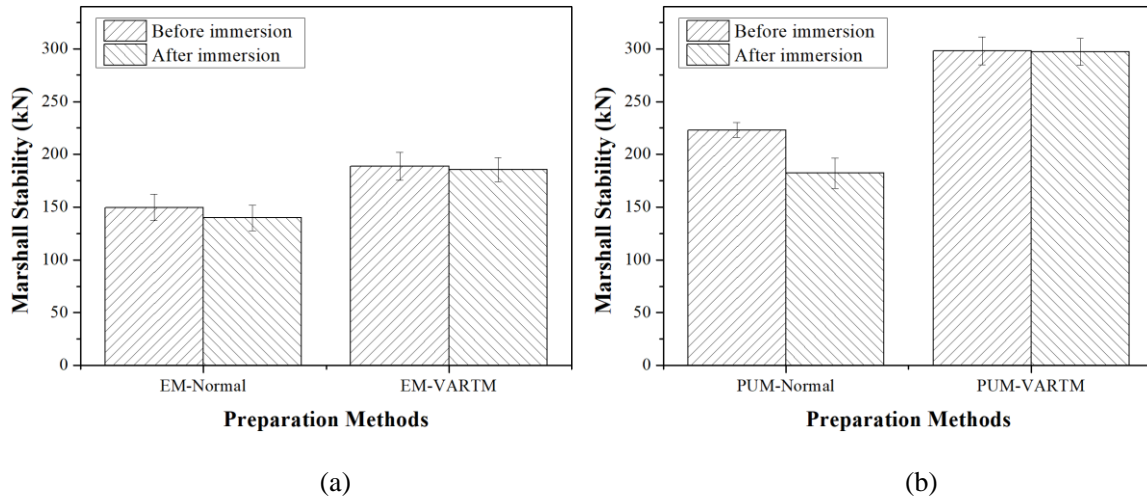 Before immersion
After immersion
Marshall Stability (kN)
300
250
200
150
100
50
0
EM-Normal
EM-VARTM
Preparation Methods
(a)
Before immersion
After immersion
Marshall Stability (kN)
300
250
200
150
100
50
0
PUM-Normal
PUM-VARTM
Preparation Methods
(b)